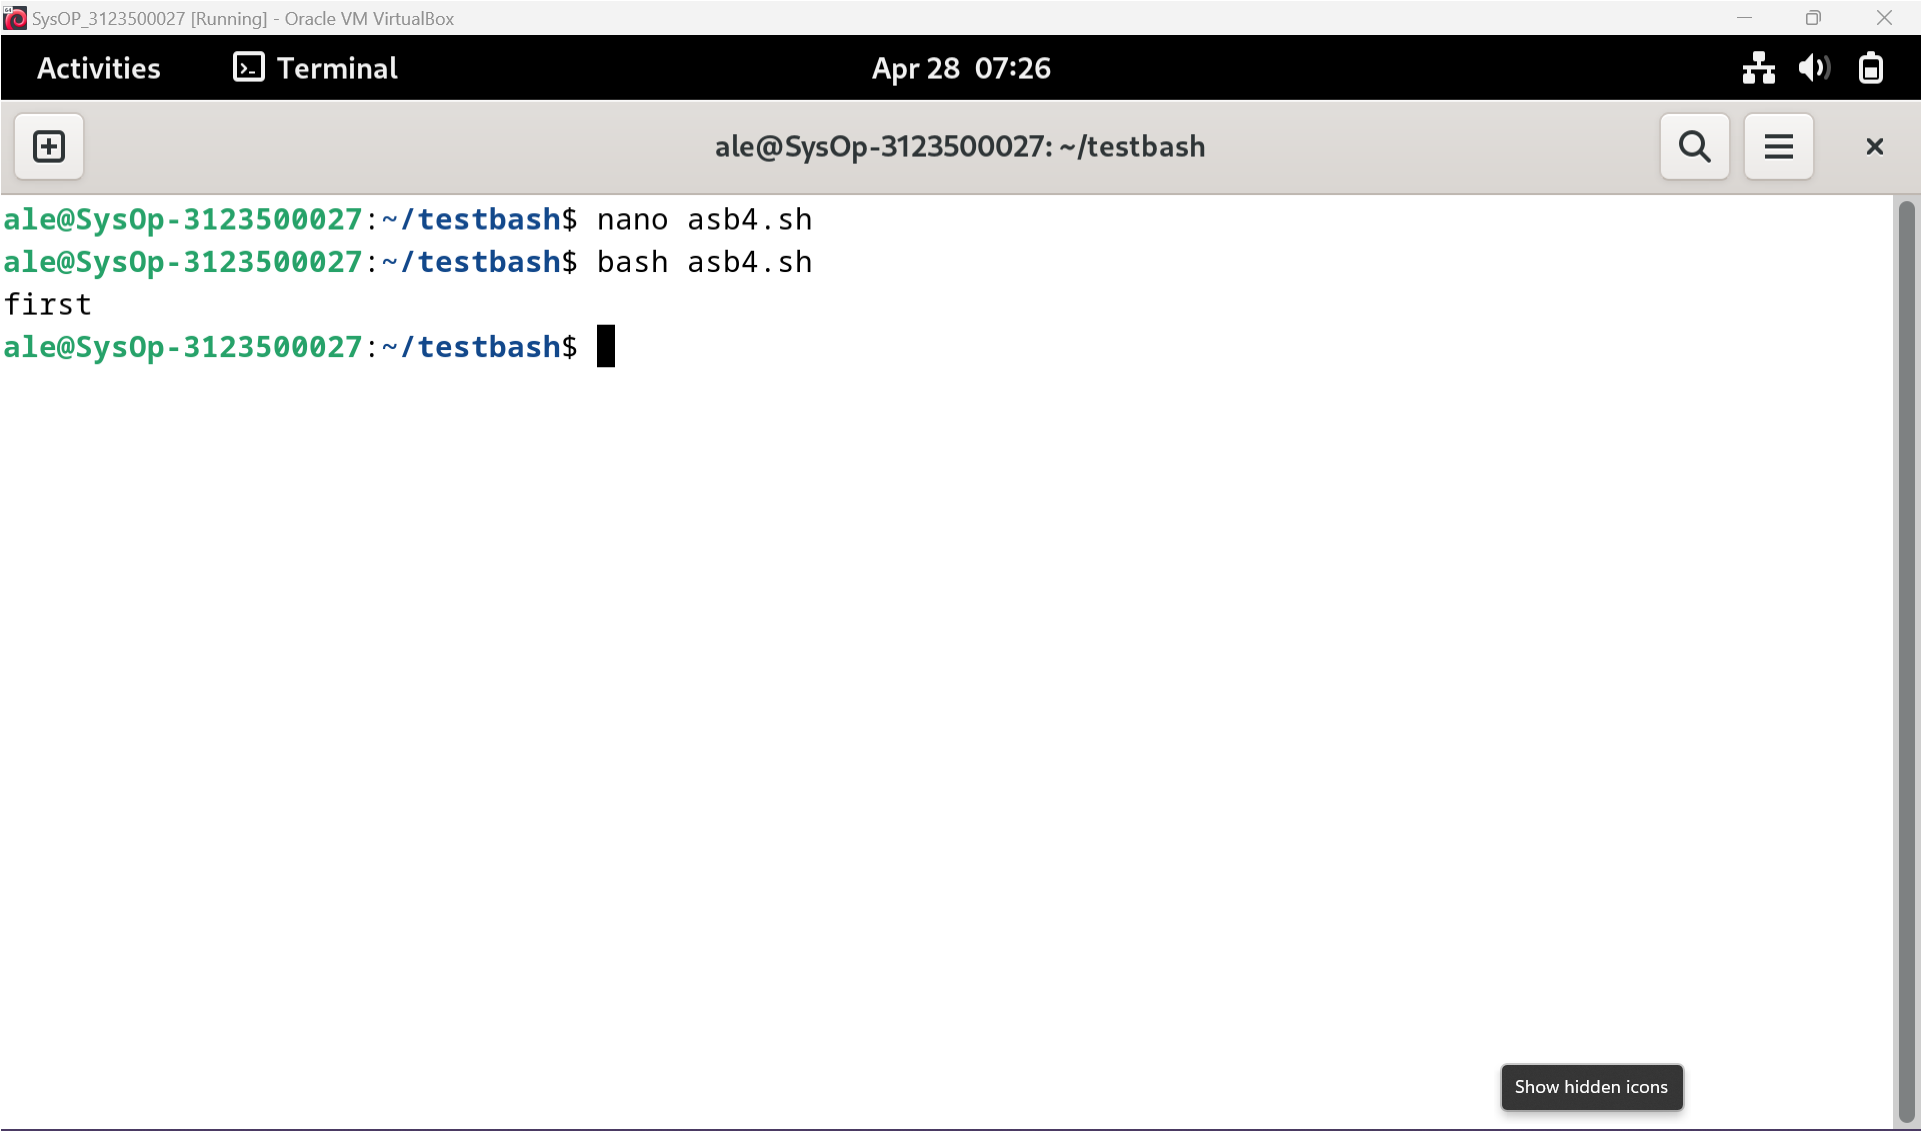 SysOP_3123500027 [Running] - Oracle VM VirtualBox
Activities Terminal Apr 28 07:26
ale@SysOp-3123500027: ~/testbash
ale@SysOp-3123500027:~/testbash$ nano asb4.sh
ale@SysOp-3123500027:~/testbash$ bash asb4.sh
first
ale@SysOp-3123500027:~/testbash$
Show hidden icons